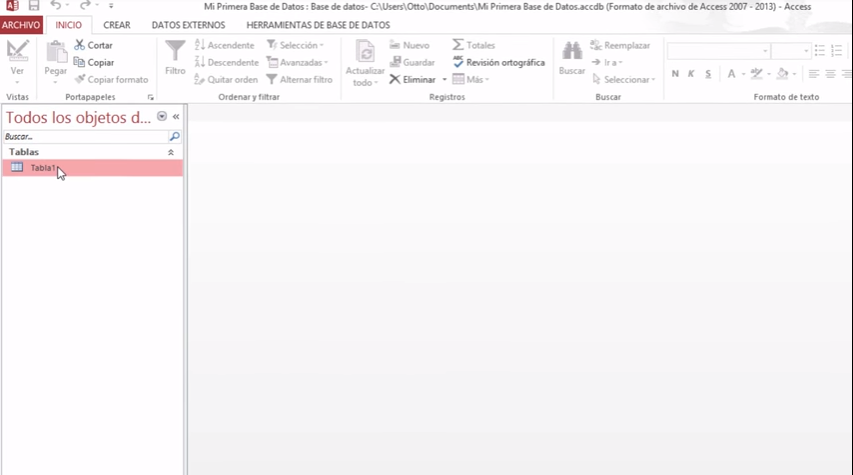 Mi Primera Base de Datos : Base de datos- C:\Users\Otto\Documents\Mi Primera Base de Datos.accdb (Formato de archivo de Access 2007 - 2013) - Access
ARCHIVO INICIO CREAR DATOS EXTERNOS HERRAMIENTAS DE BASE DE DATOS
Ver
Vistas
Pegar
Cortar
Copiar
Copiar formato
Portapapeles
Filtro
Ascendente
Descendente
Quitar orden
Selección
Avanzadas
Alternar filtro
Ordenar y filtrar
Actualizar
todo
Nuevo
Guardar
Eliminar
Totales
Revisión ortográfica
Más
Registros
Buscar
Reemplazar
Ir a
Seleccionar
Buscar
N K S A
Formato de texto
Todos los objetos d...
Buscar...
Tablas
Tabla1